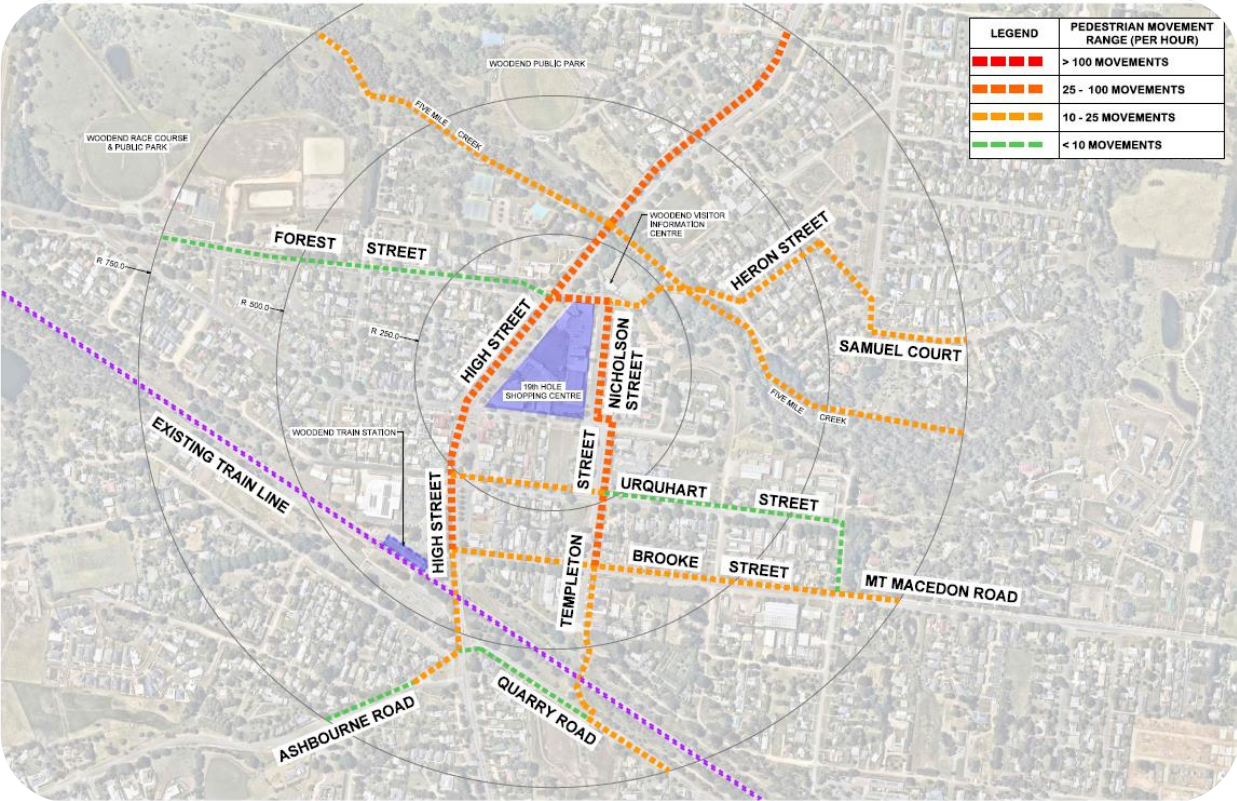 LEGEND
PEDESTRIAN MOVEMENT
RANGE (PER HOUR)
> 100 MOVEMENTS
25 - 100 MOVEMENTS
10 - 25 MOVEMENTS
< 10 MOVEMENTS
WOODEND PUBLIC PARK
FIVE MILE
CREEK
WOODEND RACE COURSE
& PUBLIC PARK
WOODEND VISITOR
INFORMATION
CENTRE
FOREST
STREET
HERON STREET
R 750.0
R 500.0
R 250.0
HIGH STREET
NICHOLSON
STREET
SAMUEL COURT
19th HOLE
SHOPPING CENTRE
FIVE MILE
CREEK
WOODEND TRAIN STATION
EXISTING TRAIN LINE
STREET
URQUHART
STREET
HIGH STREET
TEMPLETON
BROOKE
STREET
MT MACEDON ROAD
QUARRY ROAD
ASHBOURNE ROAD